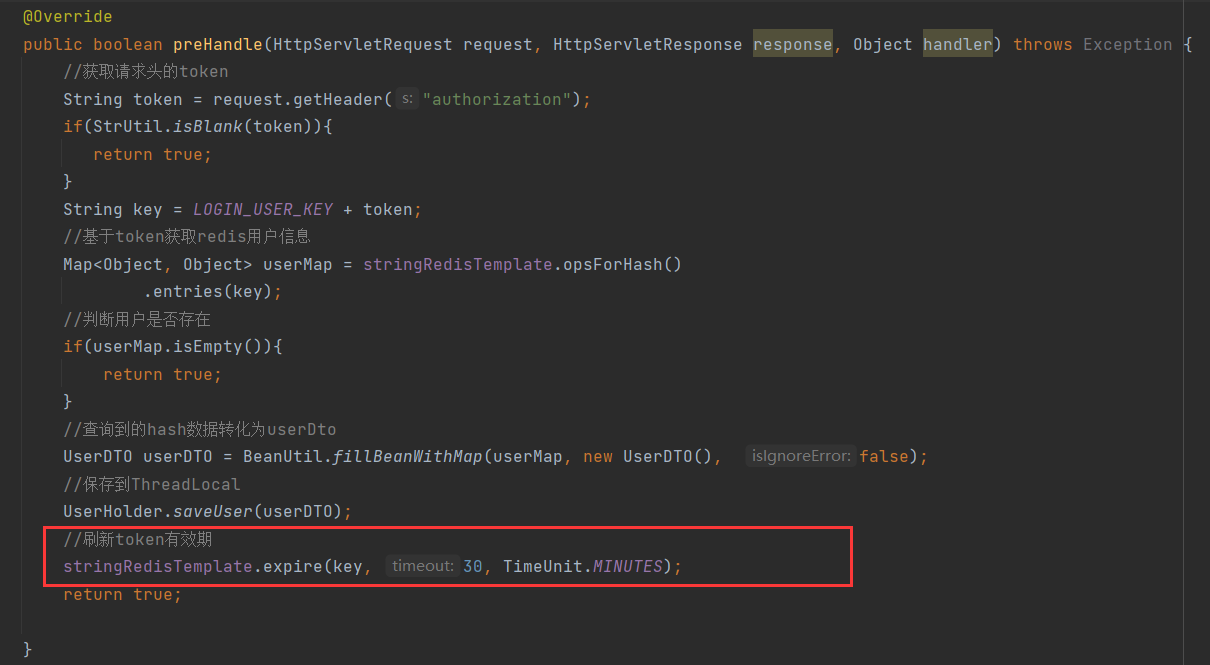 @Override
public boolean preHandle(HttpServletRequest request, HttpServletResponse response, Object handler) throws Exception {
//获取请求头的token
String token = request.getHeader( s: "authorization");
if(StrUtil.isBlank(token)){
return true;
}
String key = LOGIN_USER_KEY + token;
//基于token获取redis用户信息
Map<Object, Object> userMap = stringRedisTemplate.opsForHash()
.entries(key);
//判断用户是否存在
if(userMap.isEmpty()){
return true;
}
//查询到的hash数据转化为userDto
UserDTO userDTO = BeanUtil.fillBeanWithMap(userMap, new UserDTO(), isIgnoreError: false);
//保存到ThreadLocal
UserHolder.saveUser(userDTO);
//刷新token有效期
stringRedisTemplate.expire(key, timeout: 30, TimeUnit.MINUTES);
return true;
}